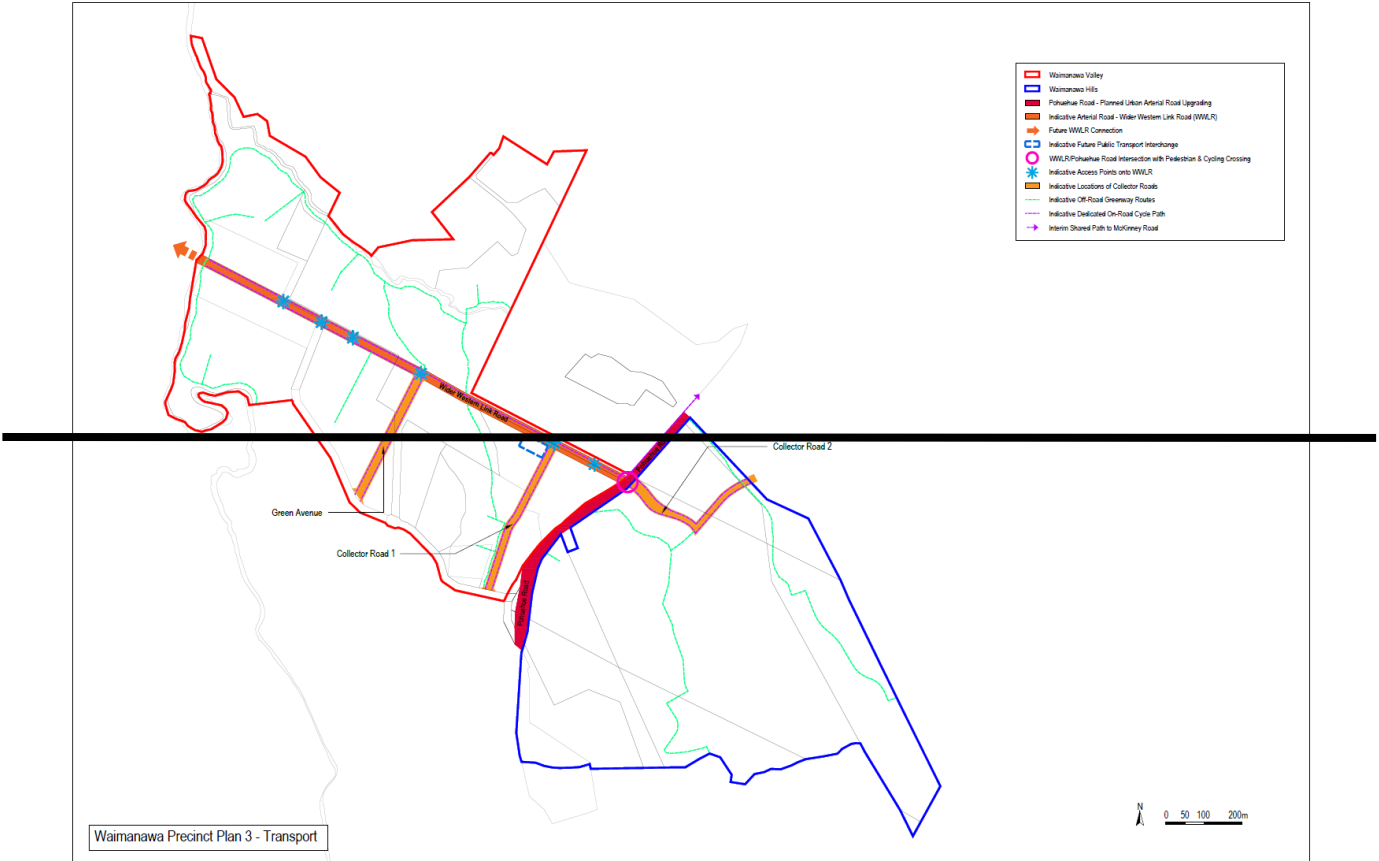 Waimanawa Valley
Waimanawa Hills
Pohuehue Road - Planned Urban Arterial Road Upgrading
Indicative Arterial Road - Wider Western Link Road (WWLR)
Future WWLR Connection
Indicative Future Public Transport Interchange
WWLR/Pohuehue Road Intersection with Pedestrian & Cycling Crossing
Indicative Access Points onto WWLR
Indicative Locations of Collector Roads
Indicative Off-Road Greenway Routes
Indicative Dedicated On-Road Cycle Path
Interim Shared Path to McKinney Road
Wider Western Link Road
Collector Road 2
Green Avenue
Collector Road 1
Pohuehue Road
N
0 50 100 200m
Waimanawa Precinct Plan 3 - Transport